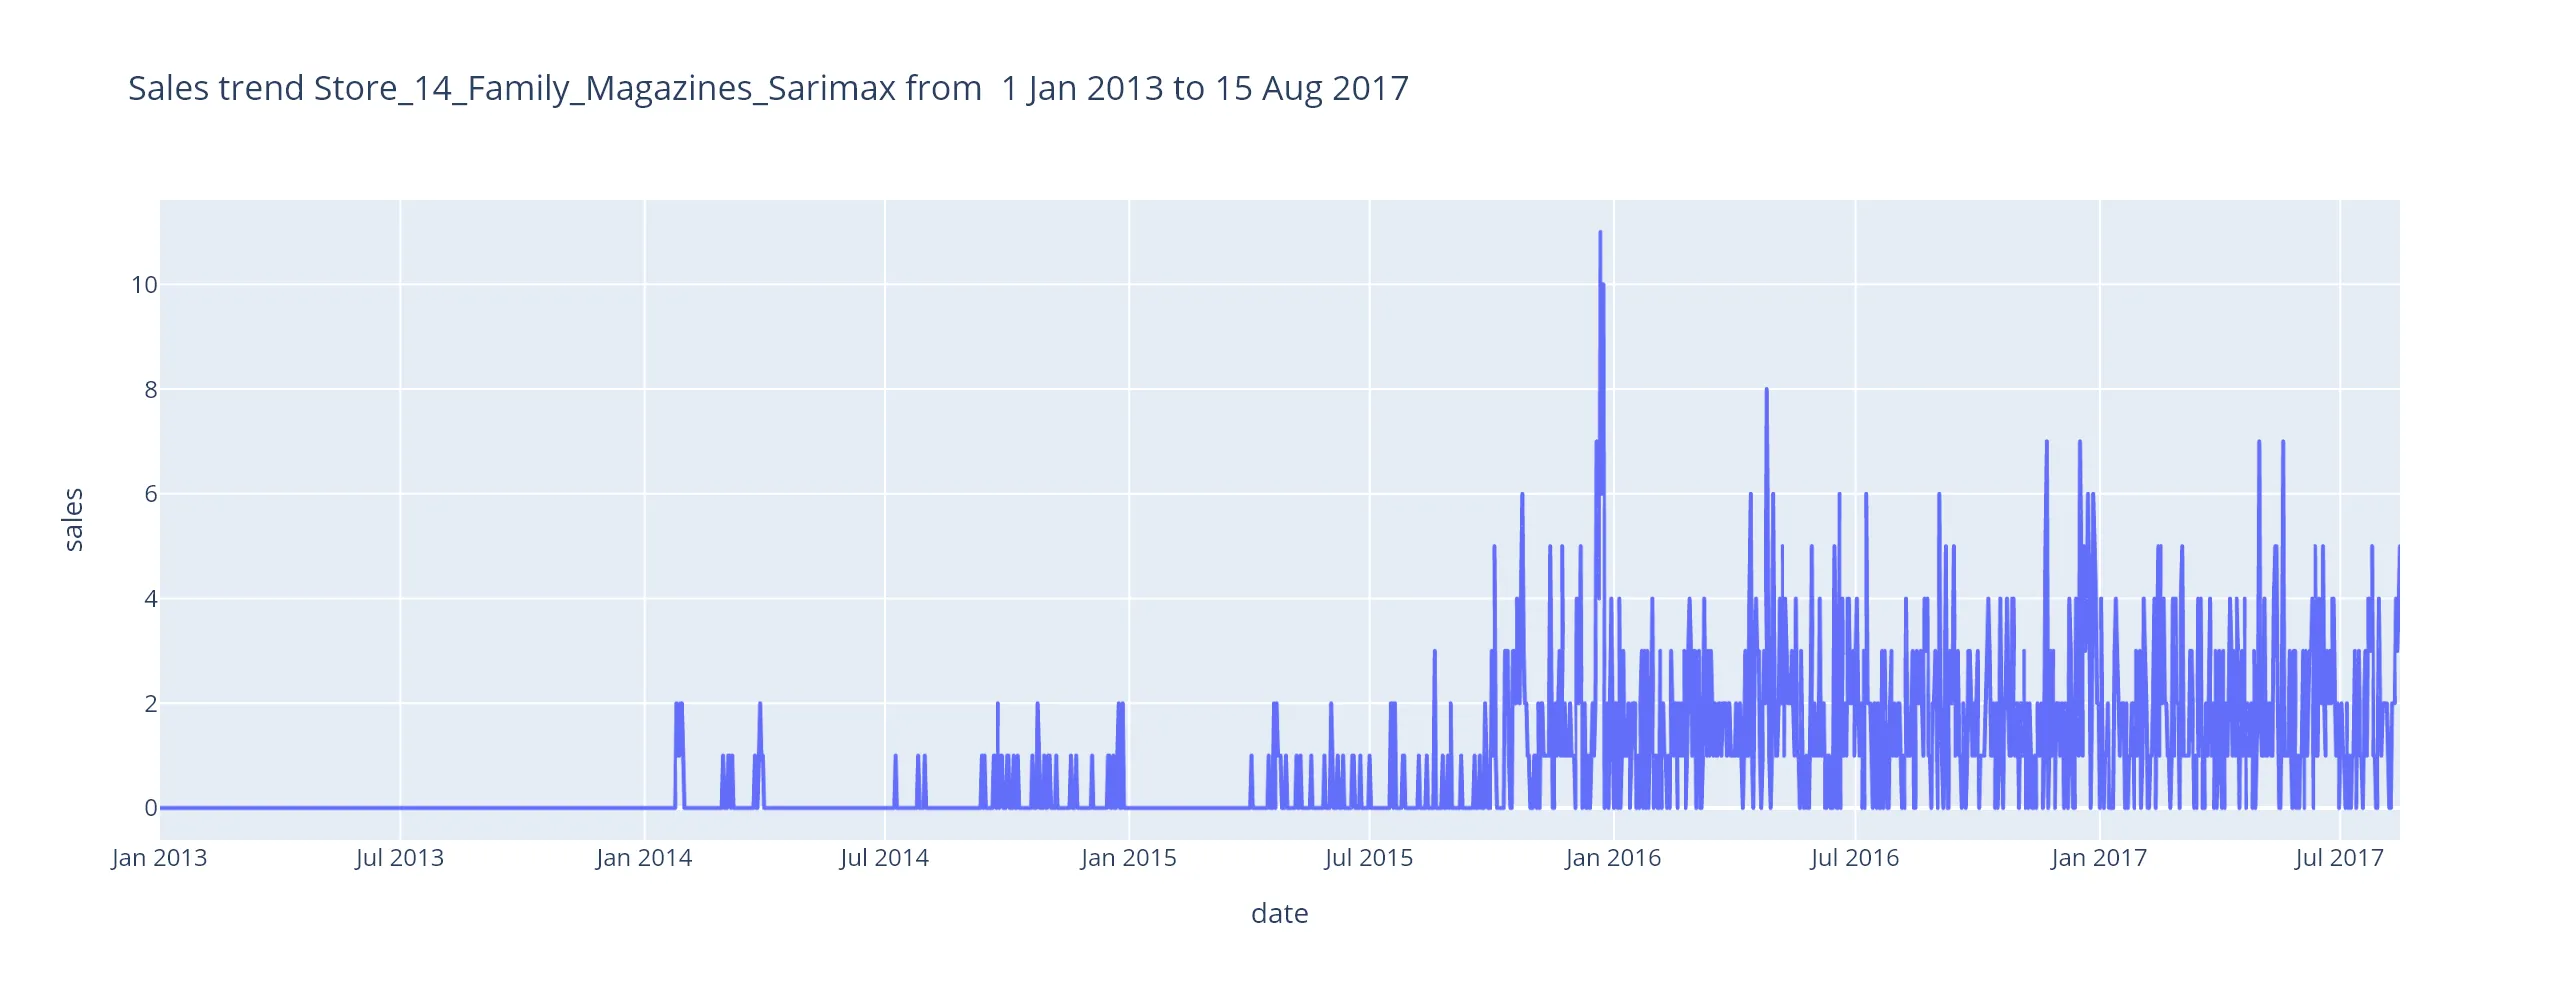 Sales trend Store_14_Family_Magazines_Sarimax from  1 Jan 2013 to 15 Aug 2017
sales
10
8
6
4
2
0
Jan 2013 Jul 2013 Jan 2014 Jul 2014 Jan 2015 Jul 2015 Jan 2016 Jul 2016 Jan 2017 Jul 2017
date